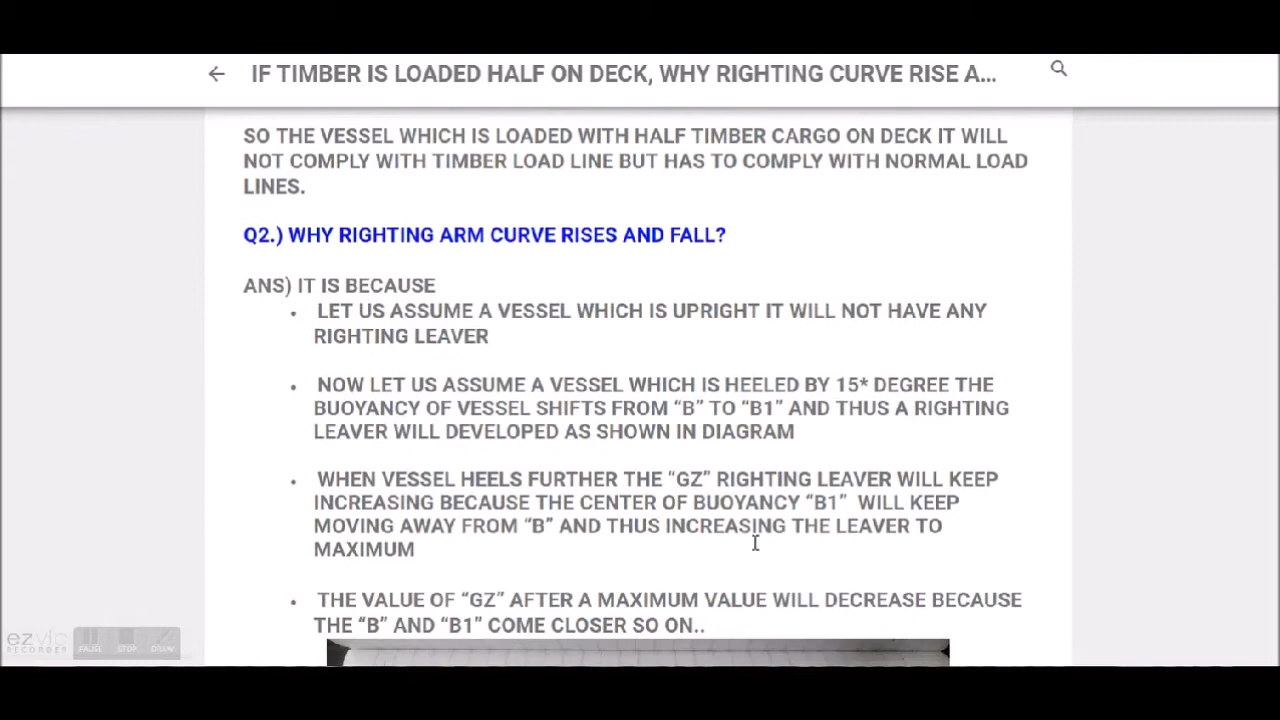 IF TIMBER IS LOADED HALF ON DECK, WHY RIGHTING CURVE RISE A...
SO THE VESSEL WHICH IS LOADED WITH HALF TIMBER CARGO ON DECK IT WILL
NOT COMPLY WITH TIMBER LOAD LINE BUT HAS TO COMPLY WITH NORMAL LOAD
LINES.
Q2.) WHY RIGHTING ARM CURVE RISES AND FALL?
ANS) IT IS BECAUSE
• LET US ASSUME A VESSEL WHICH IS UPRIGHT IT WILL NOT HAVE ANY
RIGHTING LEAVER
• NOW LET US ASSUME A VESSEL WHICH IS HEELED BY 15* DEGREE THE
BUOYANCY OF VESSEL SHIFTS FROM “B” TO “B1” AND THUS A RIGHTING
LEAVER WILL DEVELOPED AS SHOWN IN DIAGRAM
• WHEN VESSEL HEELS FURTHER THE “GZ” RIGHTING LEAVER WILL KEEP
INCREASING BECAUSE THE CENTER OF BUOYANCY “B1” WILL KEEP
MOVING AWAY FROM “B” AND THUS INCREASING THE LEAVER TO
MAXIMUM
• THE VALUE OF “GZ” AFTER A MAXIMUM VALUE WILL DECREASE BECAUSE
THE “B” AND “B1” COME CLOSER SO ON..
ezvic
RECORDER
PAUSE STOP DRAW